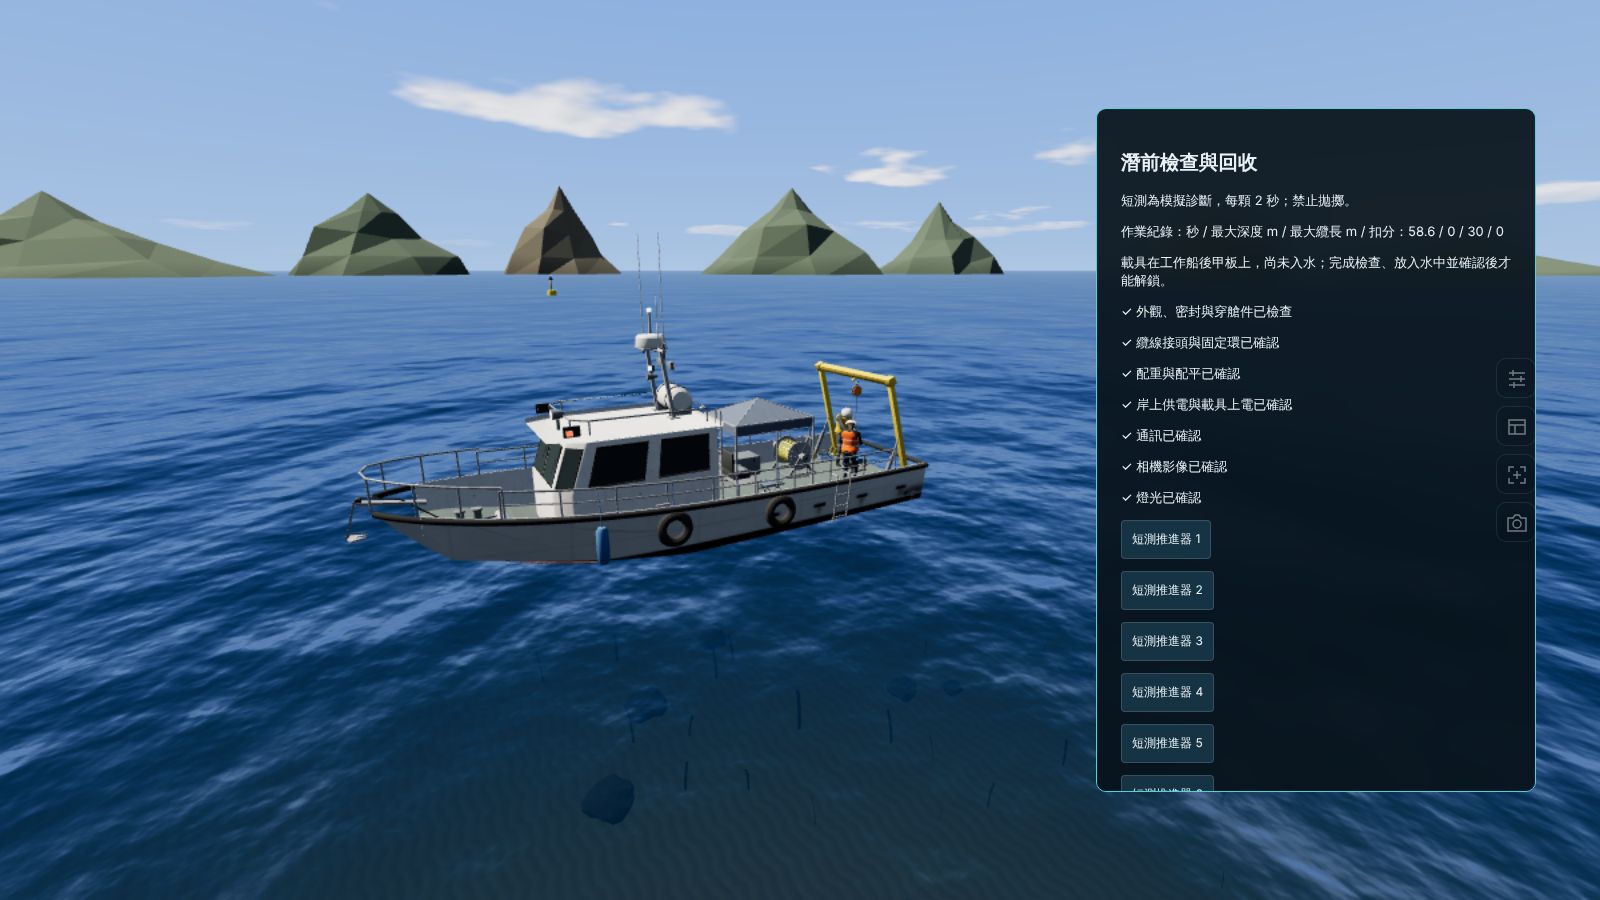 潛前檢查與回收
短測為模擬診斷，每顆 2 秒；禁止拋擲。
作業紀錄：秒 / 最大深度 m / 最大纜長 m / 扣分：58.6 / 0 / 30 / 0
載具在工作船後甲板上，尚未入水；完成檢查、放入水中並確認後才
能解鎖。
✓ 外觀、密封與穿艙件已檢查
✓ 纜線接頭與固定環已確認
✓ 配重與配平已確認
✓ 岸上供電與載具上電已確認
✓ 通訊已確認
✓ 相機影像已確認
✓ 燈光已確認
短測推進器 1
短測推進器 2
短測推進器 3
短測推進器 4
短測推進器 5